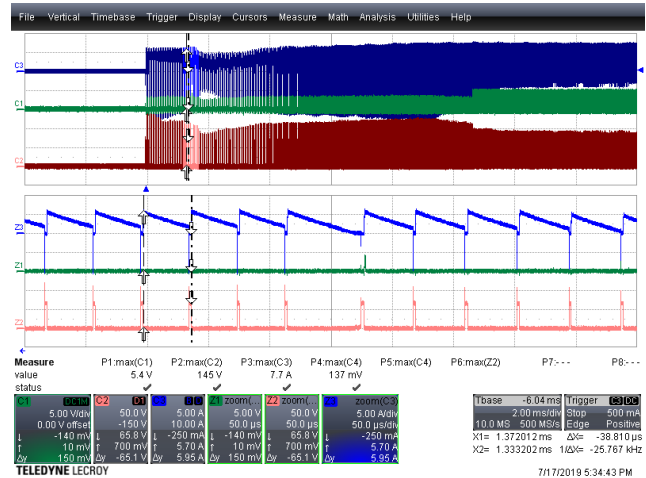 File Vertical Timebase Trigger Display Cursors Measure Math Analysis Utilities Help
C3
C1
C2
Z3
Z1
Z2
Measure P1:max(C1) P2:max(C2) P3:max(C3) P4:max(C4) P5:max(C4) P6:max(Z2) P7:- - - P8:- - -
value 5.4 V 145 V 7.7 A 137 mV
status
C1 DC1M C2 D1 Z1 zoom(... Z2 zoom(... zoom(C3) Tbase -6.04 ms Trigger C3 DC
5.00 V/div 50.0 V 5.00 A 5.00 V 50.0 V 5.00 A/div 2.00 ms/div Stop 500 mA
0.00 V offset -150 V 10.00 A 50.0 µs 50.0 µs 50.0 µs/div 10.0 MS 500 MS/s Edge Positive
-140 mV 65.8 V -250 mA -140 mV 65.8 V -250 mA X1= 1.372012 ms ΔX= -38.810 µs
10 mV 700 mV 5.70 A 10 mV 700 mV 5.70 A X2= 1.333202 ms 1/ΔX= -25.767 kHz
Δy 150 mV Δy -65.1 V Δy 5.95 A Δy 150 mV Δy -65.1 V Δy 5.95 A
TELEDYNE LECROY 7/17/2019 5:34:43 PM